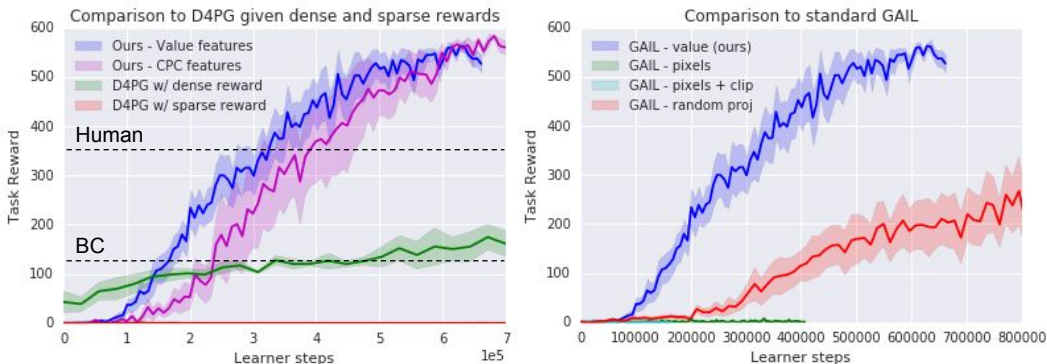 Comparison to D4PG given dense and sparse rewards
600
500
400
300
200
100
0
Task Reward
Ours - Value features
Ours - CPC features
D4PG w/ dense reward
D4PG w/ sparse reward
Human
BC
0 1 2 3 4 5 6 7
1e5
Learner steps
Comparison to standard GAIL
600
500
400
300
200
100
0
Task Reward
GAIL - value (ours)
GAIL - pixels
GAIL - pixels + clip
GAIL - random proj
0 100000 200000 300000 400000 500000 600000 700000 800000
Learner steps